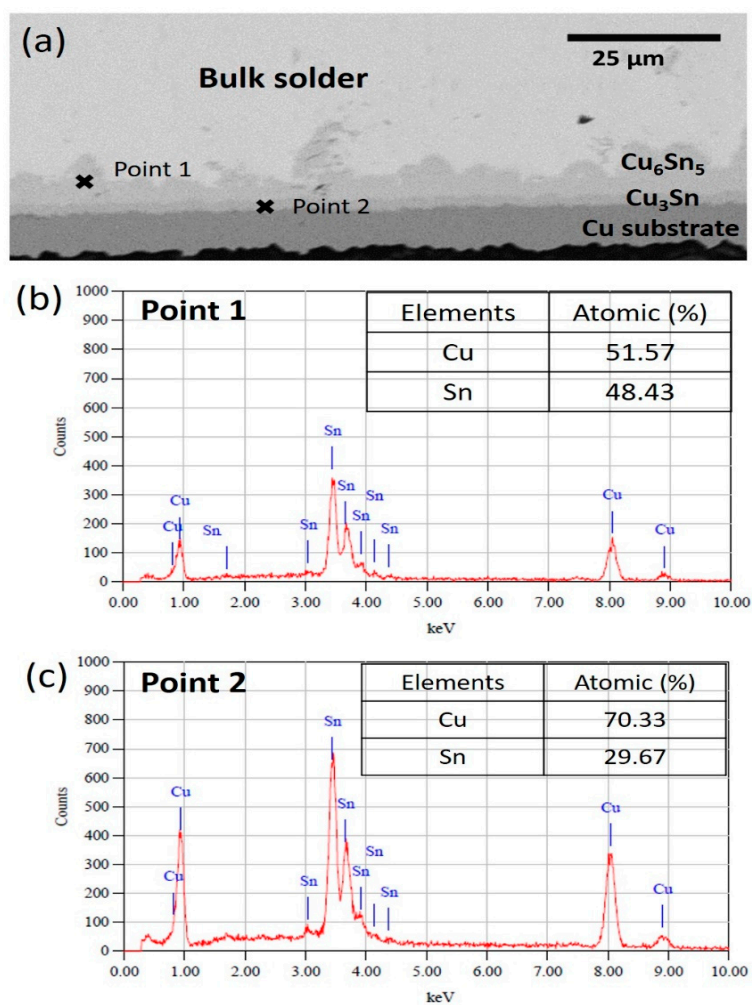 (a)
25 μm
Bulk solder
Point 1
Cu₆Sn₅
Cu₃Sn
Point 2
Cu substrate
(b)
Point 1
Elements Atomic (%)
Cu 51.57
Sn 48.43
1000
900
800
700
600
500
400
300
200
100
0
Counts
Cu
Cu
Sn
Sn
Sn
Sn
Sn
Sn
Sn
Cu
Cu
0.00 1.00 2.00 3.00 4.00 5.00 6.00 7.00 8.00 9.00 10.00
keV
(c)
Point 2
Elements Atomic (%)
Cu 70.33
Sn 29.67
1000
900
800
700
600
500
400
300
200
100
0
Counts
Cu
Cu
Sn
Sn
Sn
Sn
Sn
Sn
Cu
Cu
0.00 1.00 2.00 3.00 4.00 5.00 6.00 7.00 8.00 9.00 10.00
keV